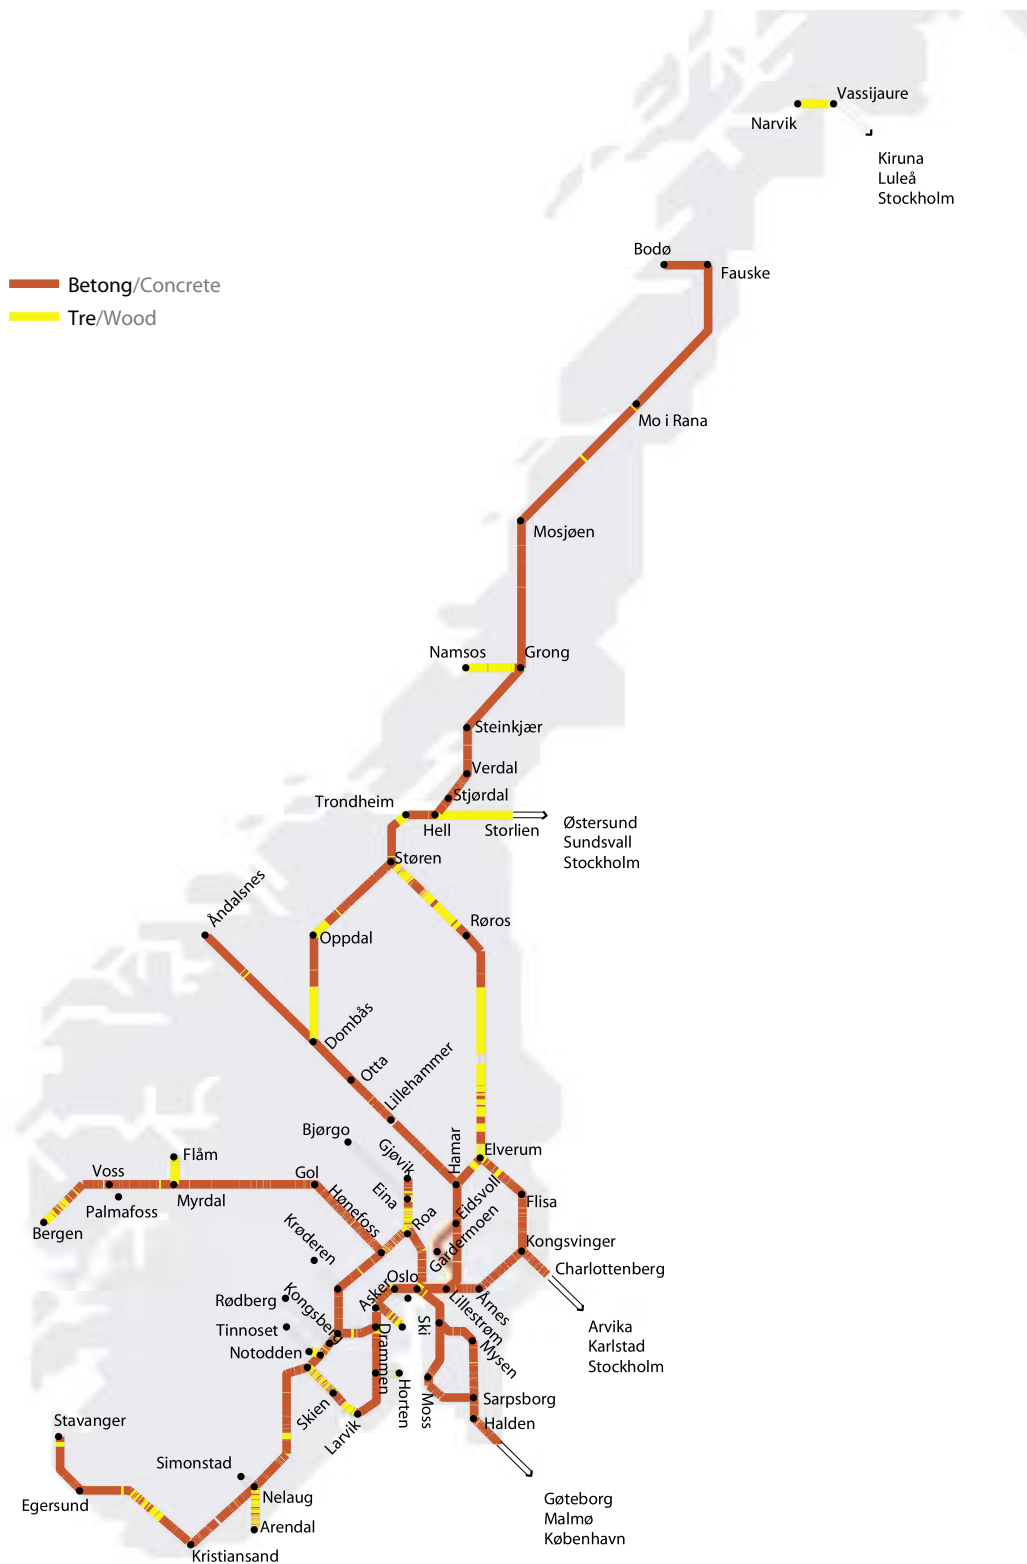 Vassijaure
Narvik
Kiruna
Luleå
Stockholm
Bodø
Fauske
Betong/Concrete
Tre/Wood
Mo i Rana
Mosjøen
Namsos
Grong
Steinkjær
Verdal
Stjørdal
Trondheim
Hell
Storlien
Østersund
Sundsvall
Stockholm
Støren
Åndalsnes
Røros
Oppdal
Dombås
Otta
Lillehammer
Bjørgo
Gjøvik
Hamar
Elverum
Flåm
Voss
Gol
Myrdal
Palmafoss
Bergen
Eina
Hønefoss
Roa
Eidsvoll
Gardermoen
Flisa
Kongsvinger
Charlottenberg
Krøderen
Rødberg
Kongsberg
Asker
Oslo
Lillestrøm
Årnes
Arvika
Karlstad
Stockholm
Tinnoset
Notodden
Drammen
Ski
Mysen
Skien
Larvik
Horten
Moss
Sarpsborg
Halden
Stavanger
Simonstad
Egersund
Nelaug
Arendal
Kristiansand
Gøteborg
Malmø
København